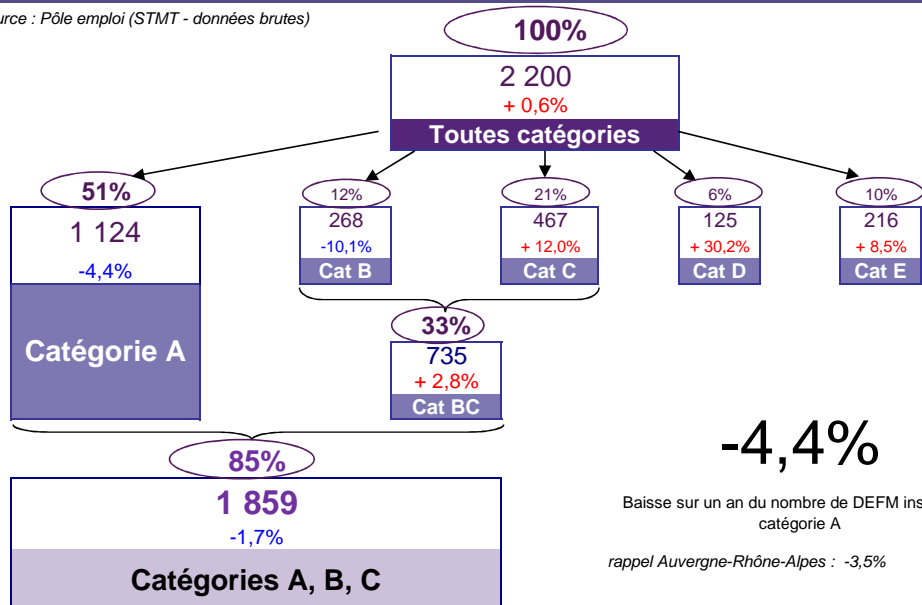 urce : Pôle emploi (STMT - données brutes)
100%
2 200
+ 0,6%
Toutes catégories
51%
12%
21%
6%
10%
1 124
268
467
125
216
-4,4%
-10,1%
+ 12,0%
+ 30,2%
+ 8,5%
Cat B
Cat C
Cat D
Cat E
Catégorie A
33%
735
+ 2,8%
Cat BC
85%
1 859
-1,7%
Catégories A, B, C
-4,4%
Baisse sur un an du nombre de DEFM ins
catégorie A
rappel Auvergne-Rhône-Alpes : -3,5%